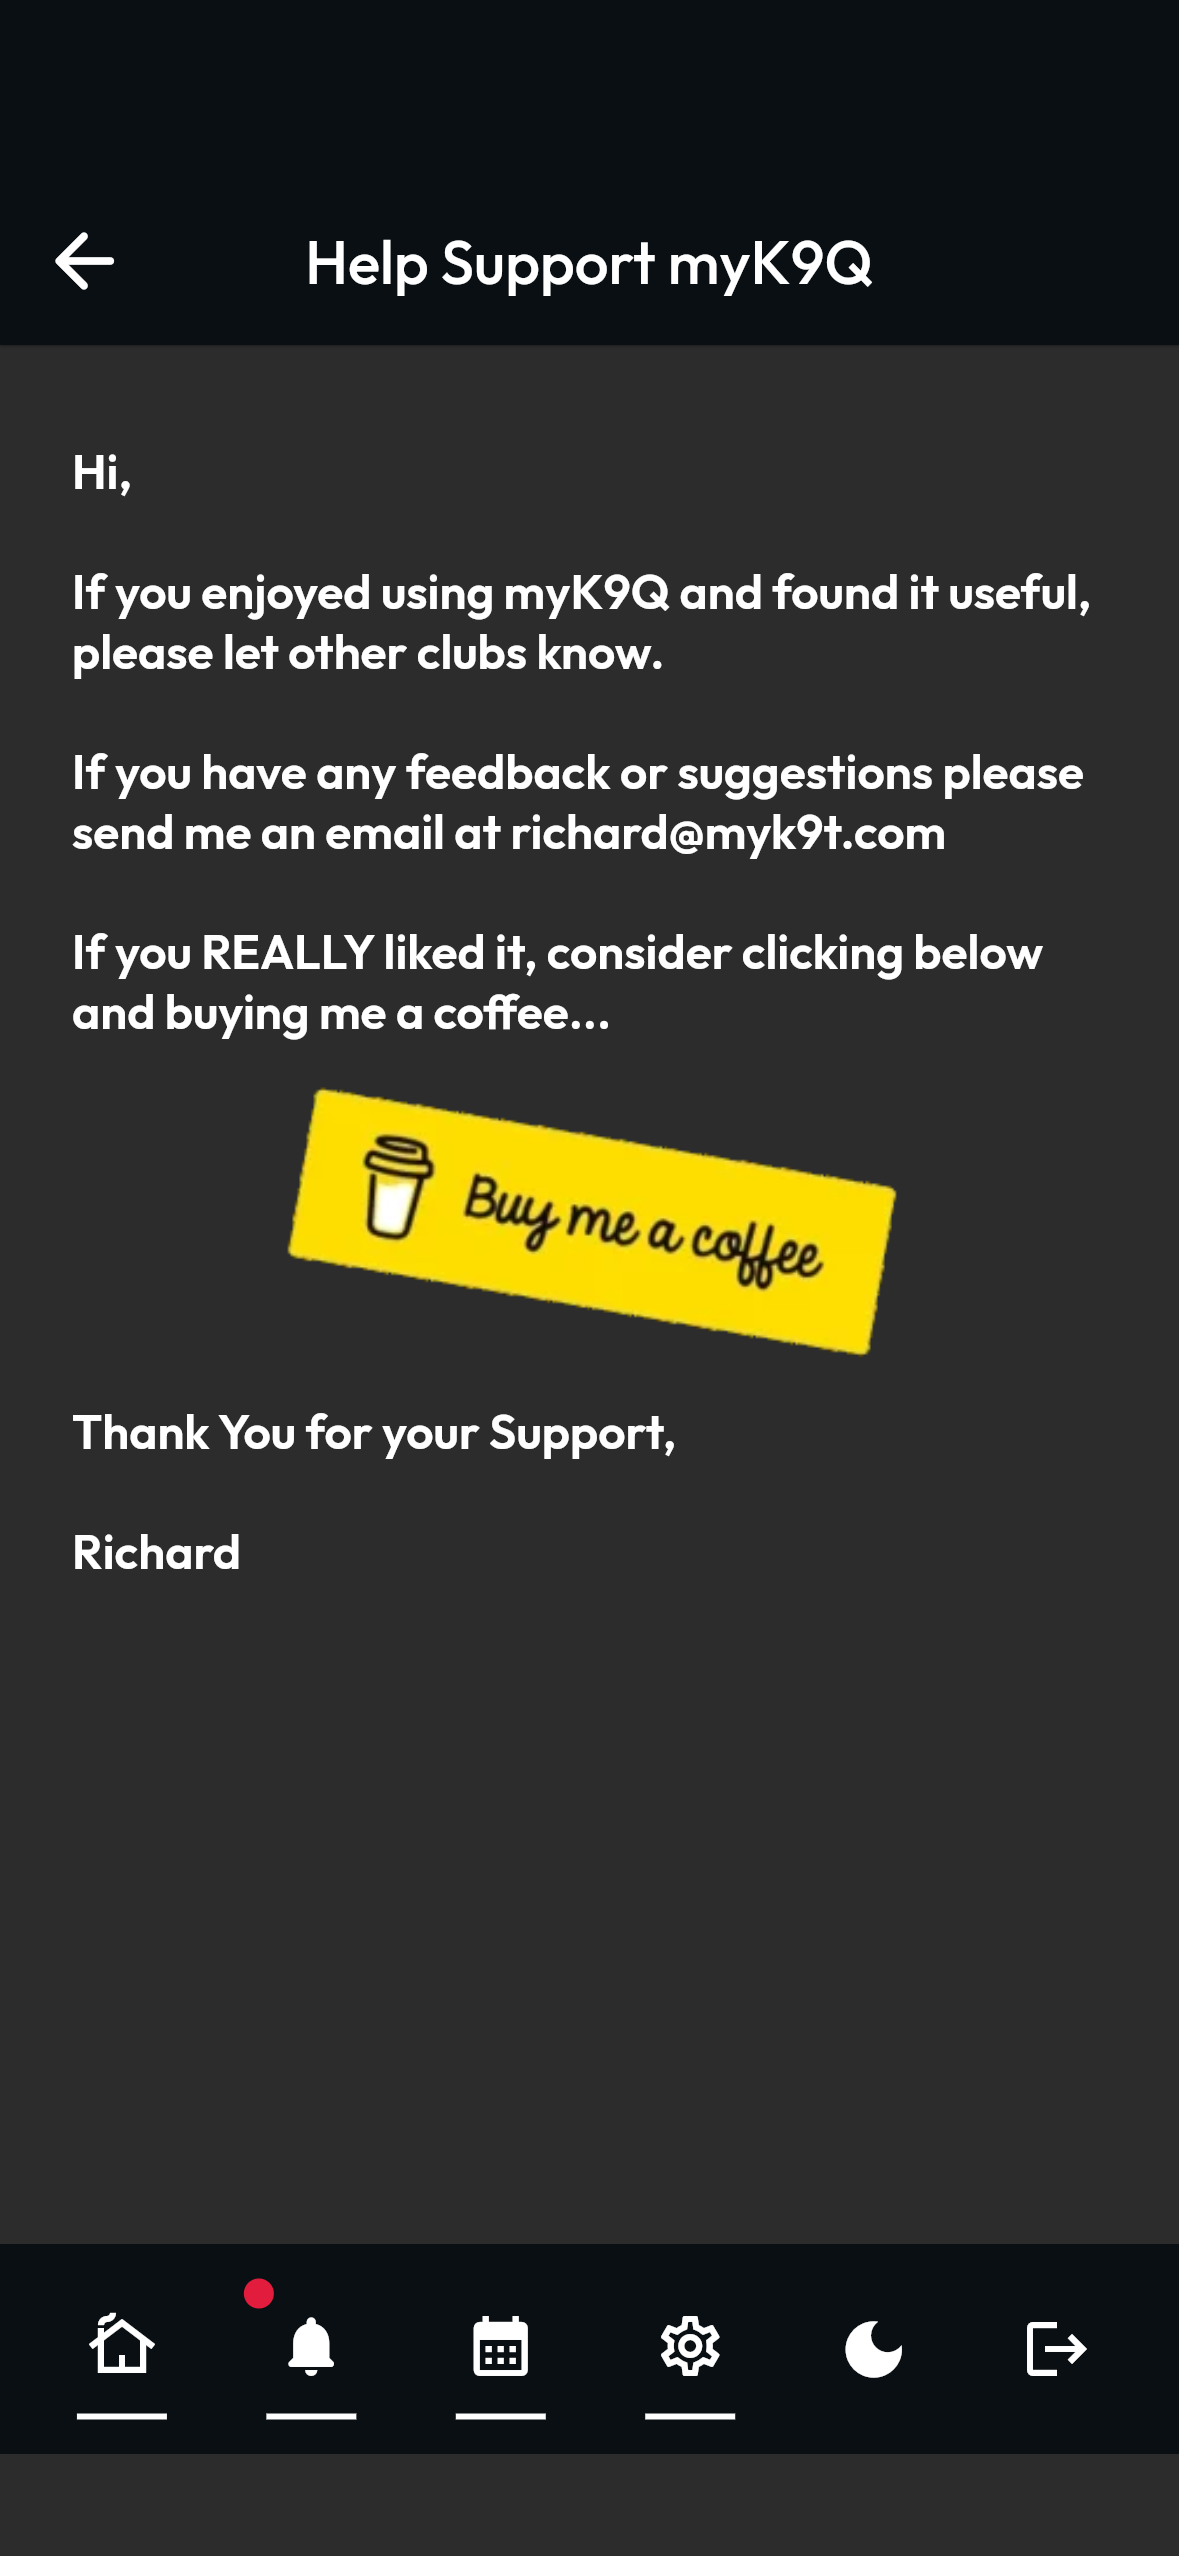 Help Support myK9Q
Hi,
If you enjoyed using myK9Q and found it useful,
please let other clubs know.
If you have any feedback or suggestions please
send me an email at richard@myk9t.com
If you REALLY liked it, consider clicking below
and buying me a coffee...
Buy me a coffee
Thank You for your Support,
Richard